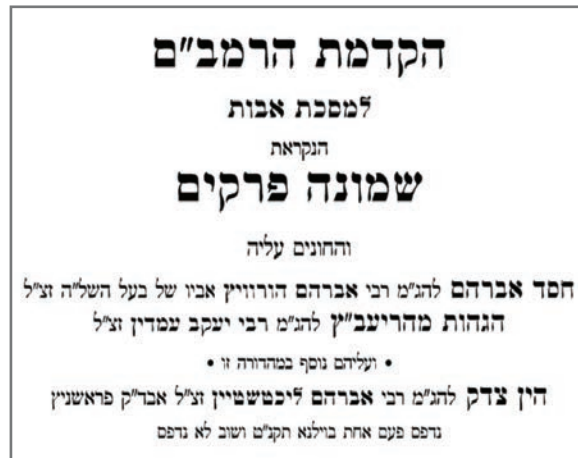 הקדמת הרמב"ם
למסכת אבות
הנקראת
שמונה פרקים
והחונים עליה
חסד אברהם להג"מ רבי אברהם הורוויץ אביו של בעל השל"ה זצ"ל
הגהות מהריעב"ץ להג"מ רבי יעקב עמדין זצ"ל
• ועליהם נוסף במהדורה זו •
הין צדק להג"מ רבי אברהם ליכטשטיין זצ"ל אבד"ק פראשניץ
נדפס פעם אחת בוילנא תקנ"ט ושוב לא נדפס